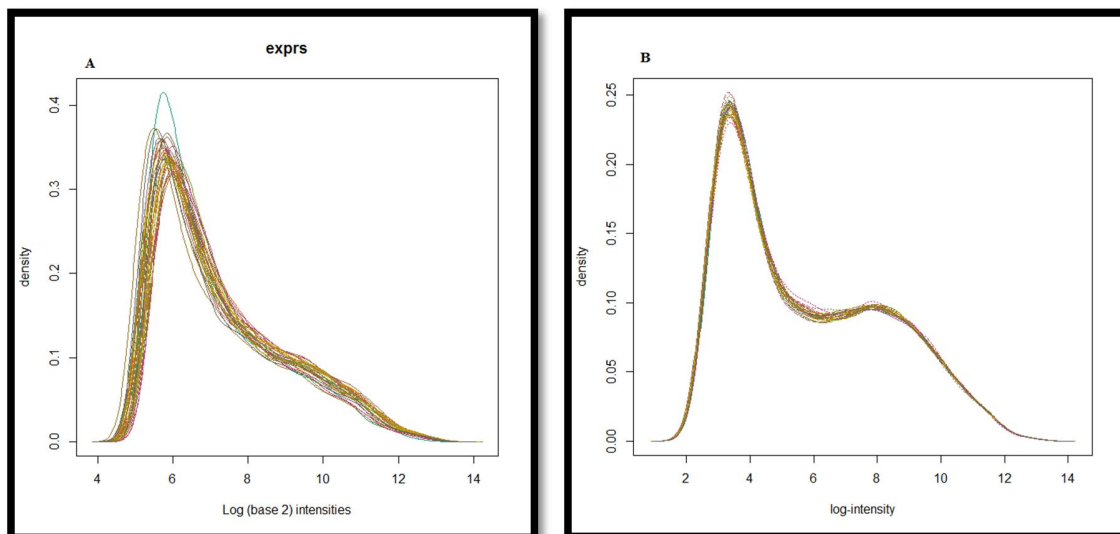 A
exprs
density
0.4
0.3
0.2
0.1
0.0
4 6 8 10 12 14
Log (base 2) intensities
B
density
0.25
0.20
0.15
0.10
0.05
0.00
2 4 6 8 10 12 14
log-intensity